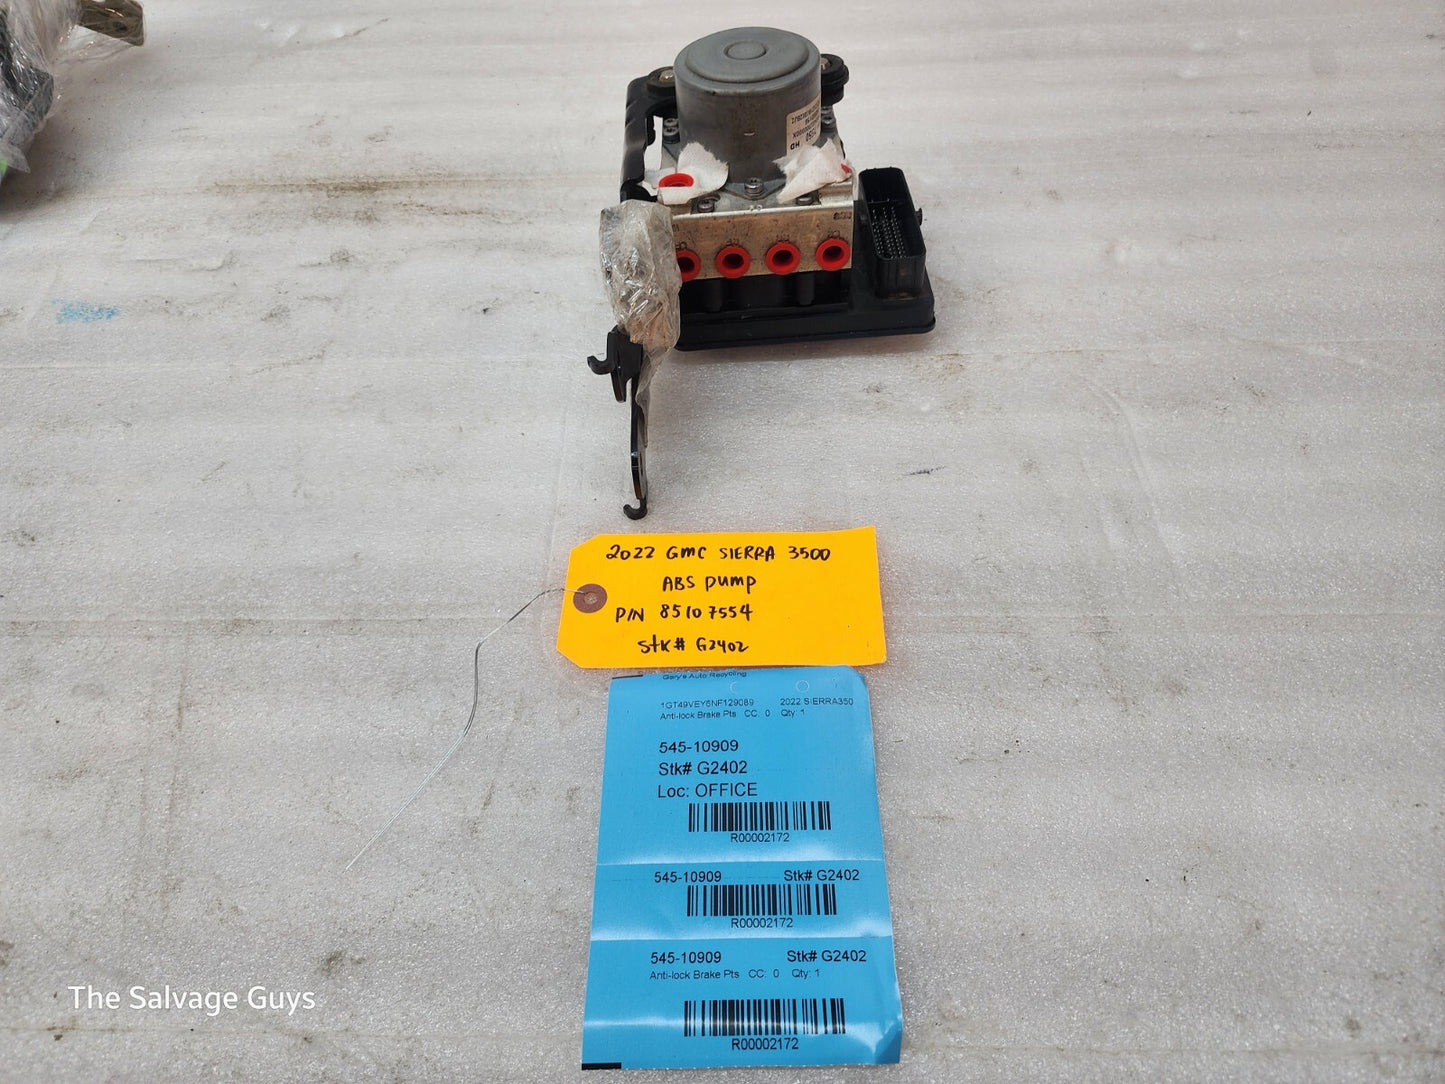 HD
2022 GMC SIERRA 3500
ABS PUMP
P/N 85107554
Stk# G2402
Gary's Auto Recycling
1GT49VEY6NF129089 2022 SIERRA350
Anti-lock Brake Pts CC: 0 Qty: 1
545-10909
Stk# G2402
Loc: OFFICE
R00002172
545-10909 Stk# G2402
R00002172
545-10909 Stk# G2402
Anti-lock Brake Pts CC: 0 Qty: 1
R00002172
The Salvage Guys